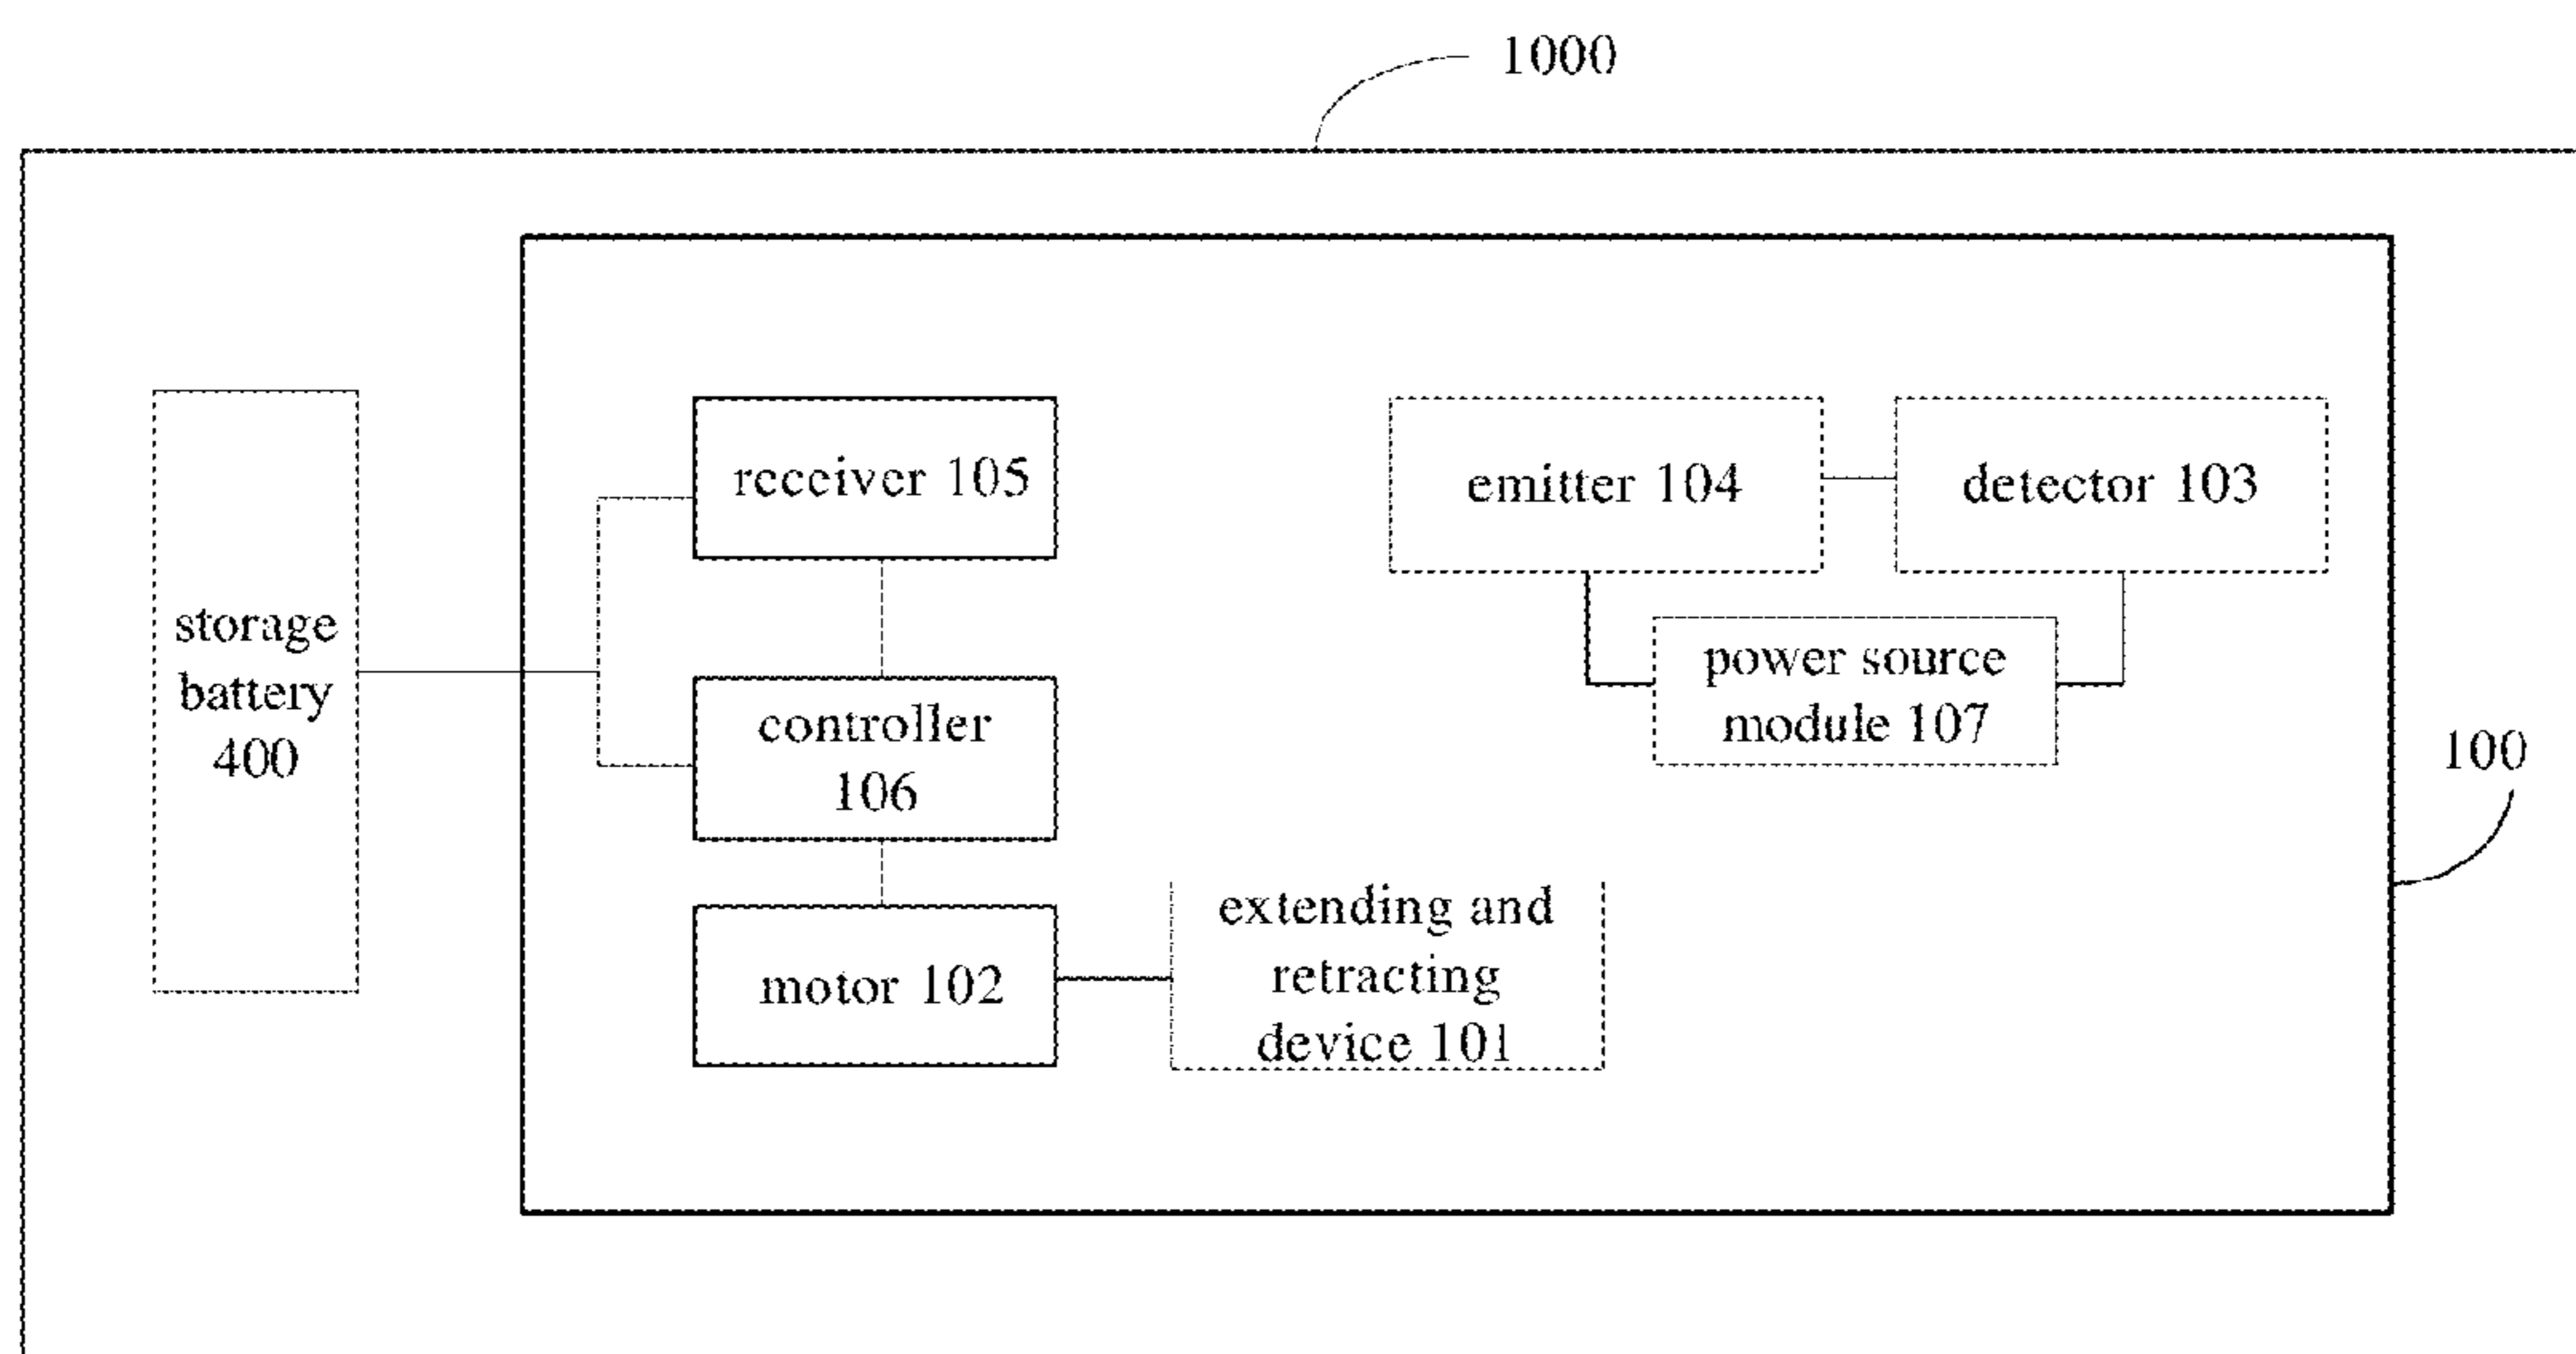 1000
receiver 105
emitter 104
detector 103
storage
battery
400
power source
module 107
controller
106
100
motor 102
extending and
retracting
device 101